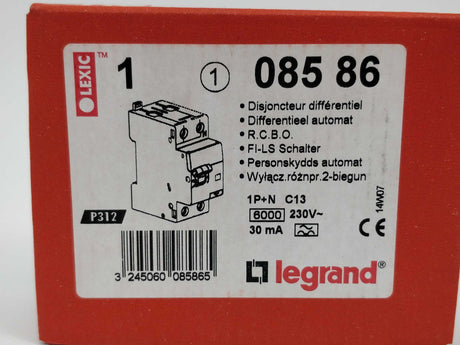 LEXIC
1
1
085 86
• Disjoncteur différentiel
• Differentieel automat
• R.C.B.O.
• FI-LS Schalter
• Personskydds automat
• Wyłącz.różnpr.2-biegun
1P+N C13
6000 230V~
30 mA
14W07
CE
P312
3 245060 085865
legrand®